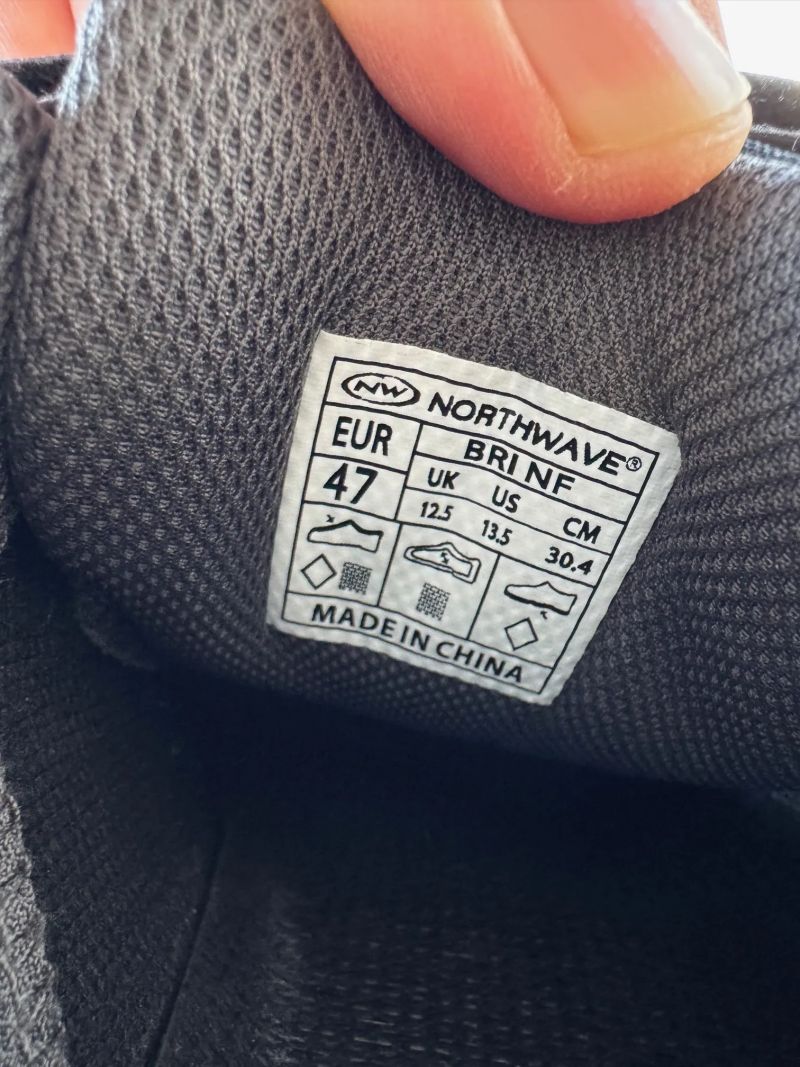 NW NORTHWAVE®
EUR
47
BRI NF
UK US CM
12.5 13.5 30.4
MADE IN CHINA